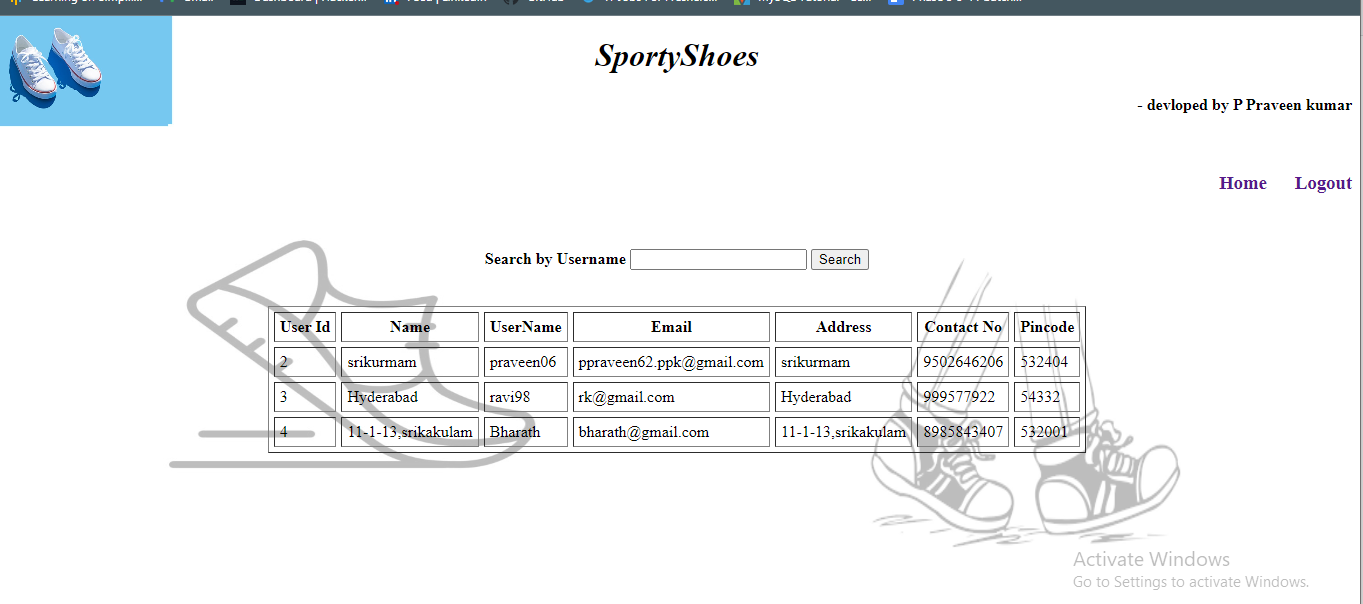 SportyShoes
- devloped by P Praveen kumar
Home Logout
Search by Username Search
User Id Name UserName Email Address Contact No Pincode
2 srikurmam praveen06 ppraveen62.ppk@gmail.com srikurmam 9502646206 532404
3 Hyderabad ravi98 rk@gmail.com Hyderabad 999577922 54332
4 11-1-13,srikakulam Bharath bharath@gmail.com 11-1-13,srikakulam 8985843407 532001
Activate Windows
Go to Settings to activate Windows.